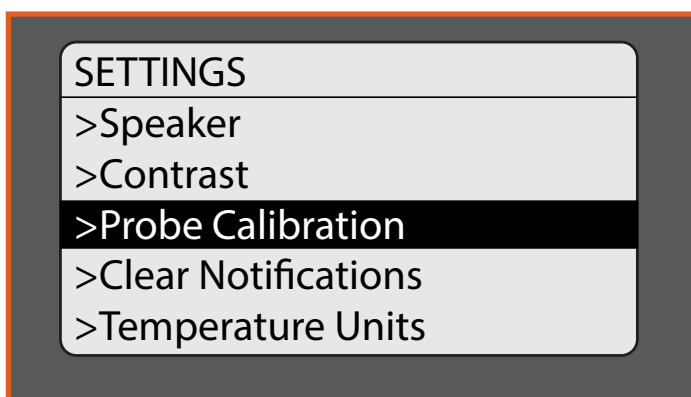 SETTINGS
>Speaker
>Contrast
>Probe Calibration
>Clear Notifications
>Temperature Units